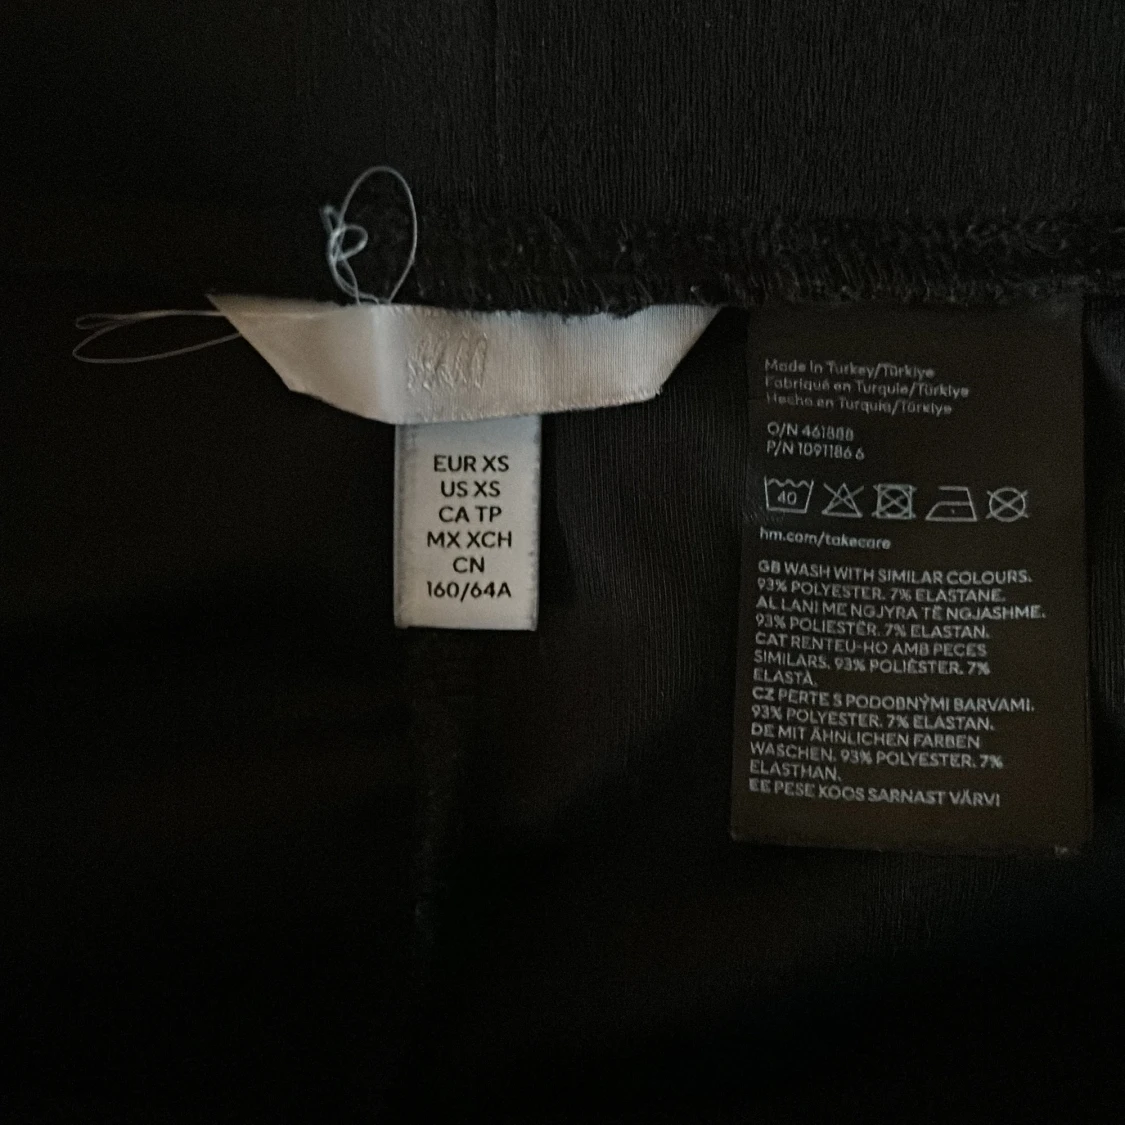 EUR XS
US XS
CA TP
MX XCH
CN
160/64A
Made in Turkey/Türkiye
Fabriqué en Turquie/Türkiye
Hecho en Turquía/Türkiye
O/N 461888
P/N 1091186 6
40
hm.com/takecare
GB WASH WITH SIMILAR COLOURS.
93% POLYESTER. 7% ELASTANE.
AL LANI ME NGJYRA TË NGJASHME.
93% POLIESTËR. 7% ELASTAN.
CAT RENTEU-HO AMB PECES
SIMILARS. 93% POLIÈSTER. 7%
ELASTÀ.
CZ PERTE S PODOBNÝMI BARVAMI.
93% POLYESTER. 7% ELASTAN.
DE MIT ÄHNLICHEN FARBEN
WASCHEN. 93% POLYESTER. 7%
ELASTHAN.
EE PESE KOOS SARNAST VÄRVI